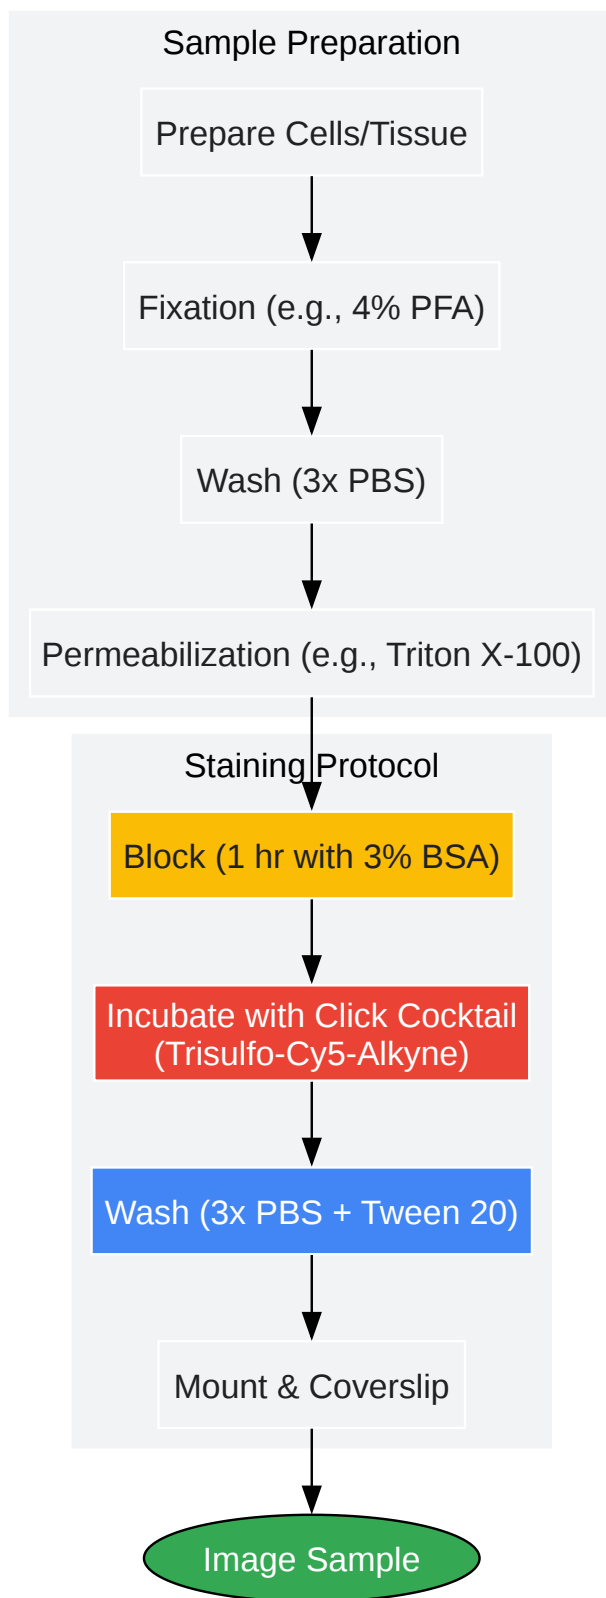 Sample Preparation
Prepare Cells/Tissue
Fixation (e.g., 4% PFA)
Wash (3x PBS)
Permeabilization (e.g., Triton X-100)
Staining Protocol
Block (1 hr with 3% BSA)
Incubate with Click Cocktail
(Trisulfo-Cy5-Alkyne)
Wash (3x PBS + Tween 20)
Mount & Coverslip
Image Sample